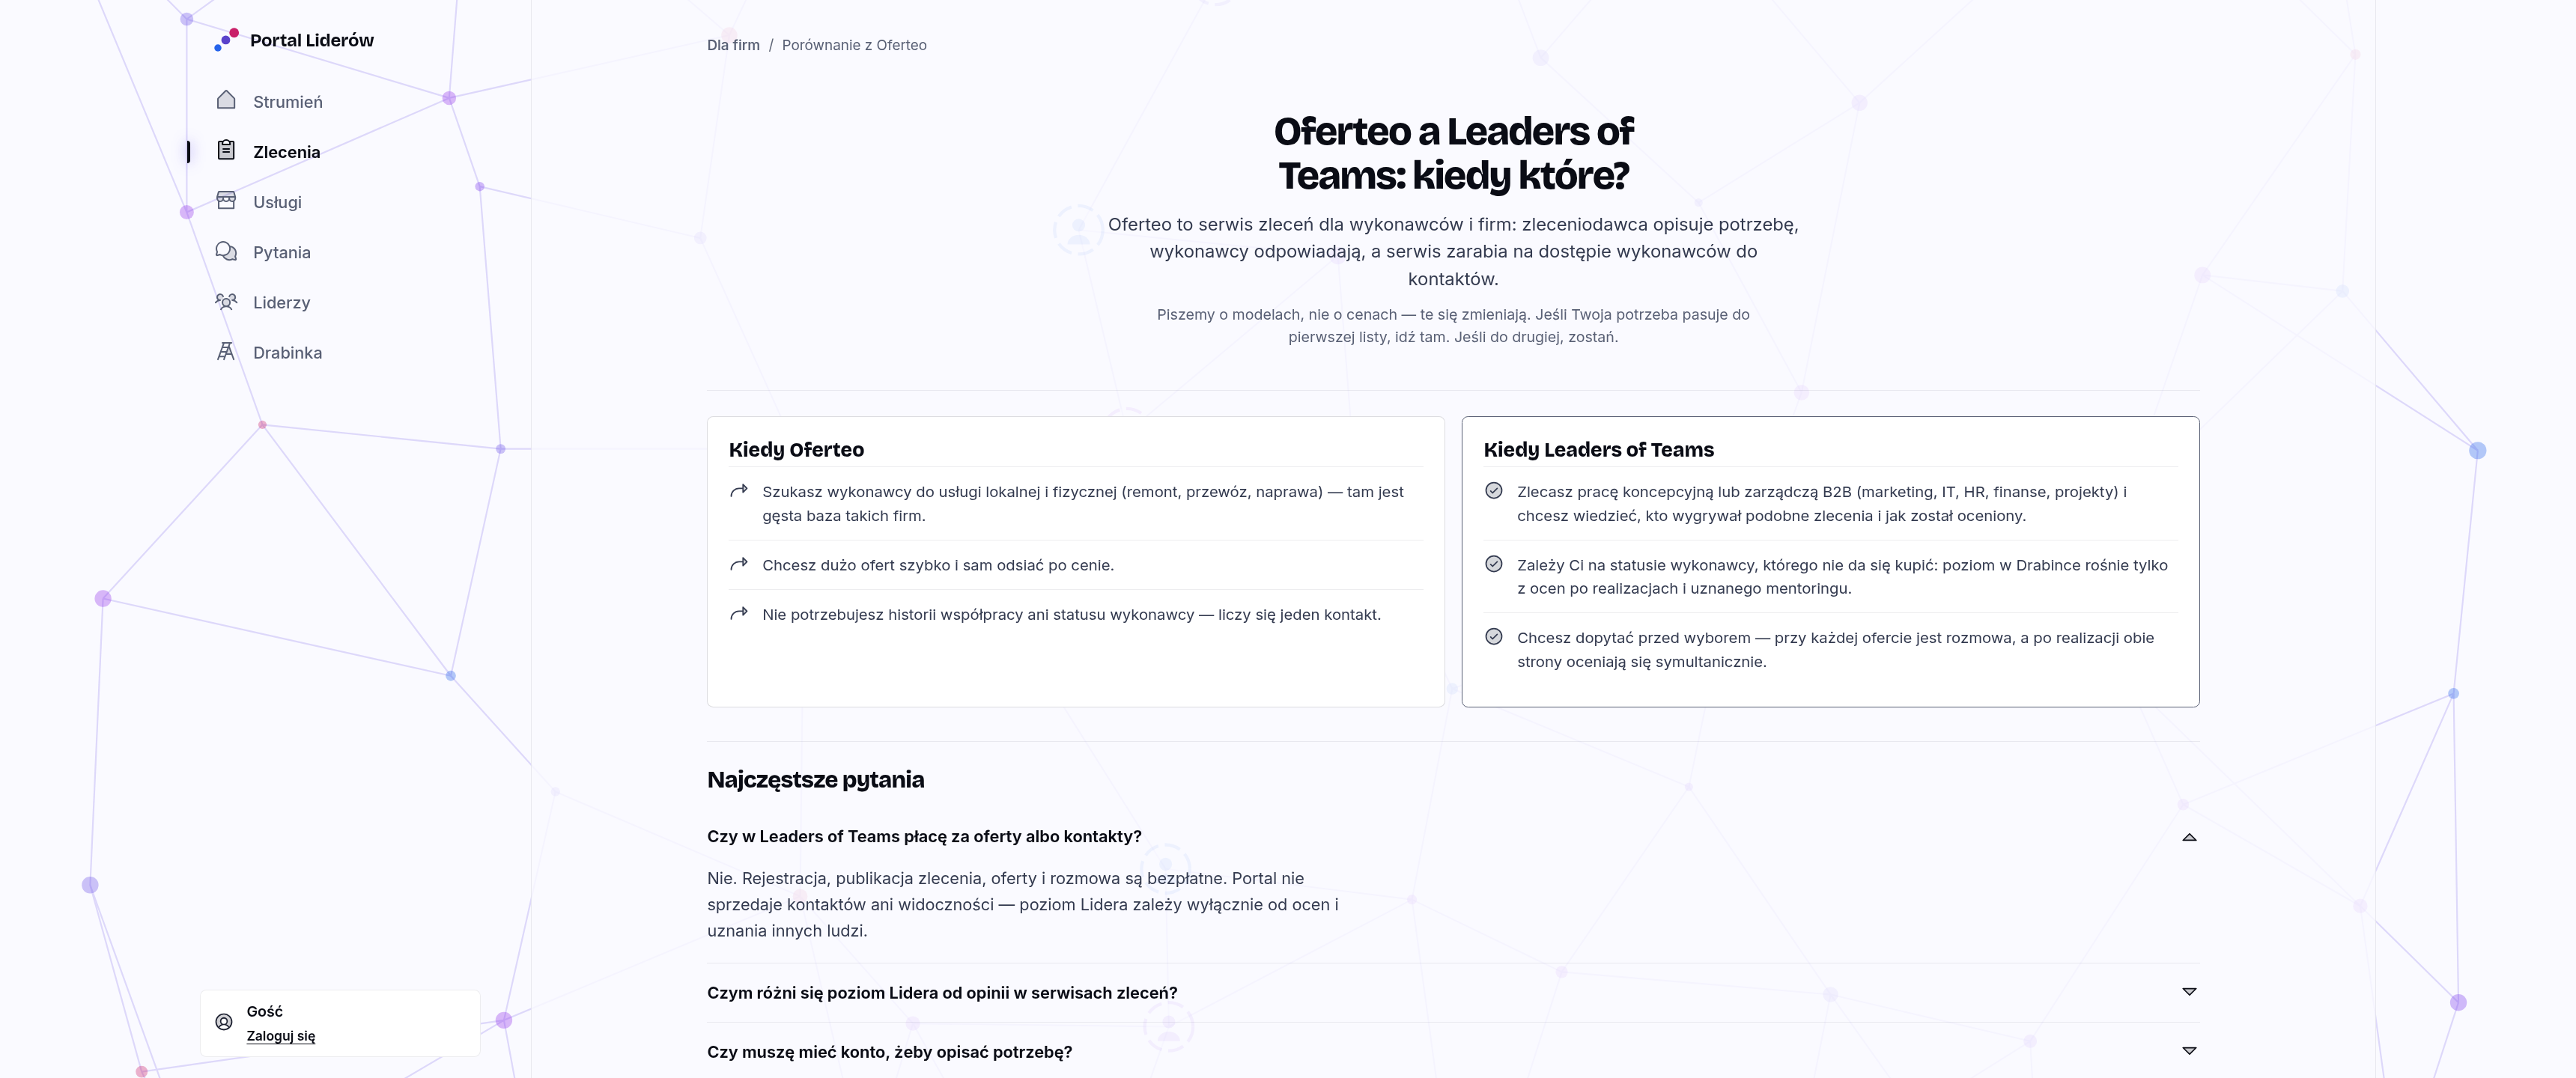 Portal Liderów
Strumień
Zlecenia
Usługi
Pytania
Liderzy
Drabinka
Gość
Zaloguj się
Dla firm / Porównanie z Oferteo
Oferteo a Leaders of
Teams: kiedy które?
Oferteo to serwis zleceń dla wykonawców i firm: zleceniodawca opisuje potrzebę,
wykonawcy odpowiadają, a serwis zarabia na dostępie wykonawców do
kontaktów.
Piszemy o modelach, nie o cenach — te się zmieniają. Jeśli Twoja potrzeba pasuje do
pierwszej listy, idź tam. Jeśli do drugiej, zostań.
Kiedy Oferteo
Szukasz wykonawcy do usługi lokalnej i fizycznej (remont, przewóz, naprawa) — tam jest
gęsta baza takich firm.
Chcesz dużo ofert szybko i sam odsiać po cenie.
Nie potrzebujesz historii współpracy ani statusu wykonawcy — liczy się jeden kontakt.
Kiedy Leaders of Teams
Zlecasz pracę koncepcyjną lub zarządczą B2B (marketing, IT, HR, finanse, projekty) i
chcesz wiedzieć, kto wygrywał podobne zlecenia i jak został oceniony.
Zależy Ci na statusie wykonawcy, którego nie da się kupić: poziom w Drabince rośnie tylko
z ocen po realizacjach i uznanego mentoringu.
Chcesz dopytać przed wyborem — przy każdej ofercie jest rozmowa, a po realizacji obie
strony oceniają się symultanicznie.
Najczęstsze pytania
Czy w Leaders of Teams płacę za oferty albo kontakty?
Nie. Rejestracja, publikacja zlecenia, oferty i rozmowa są bezpłatne. Portal nie
sprzedaje kontaktów ani widoczności — poziom Lidera zależy wyłącznie od ocen i
uznania innych ludzi.
Czym różni się poziom Lidera od opinii w serwisach zleceń?
Czy muszę mieć konto, żeby opisać potrzebę?